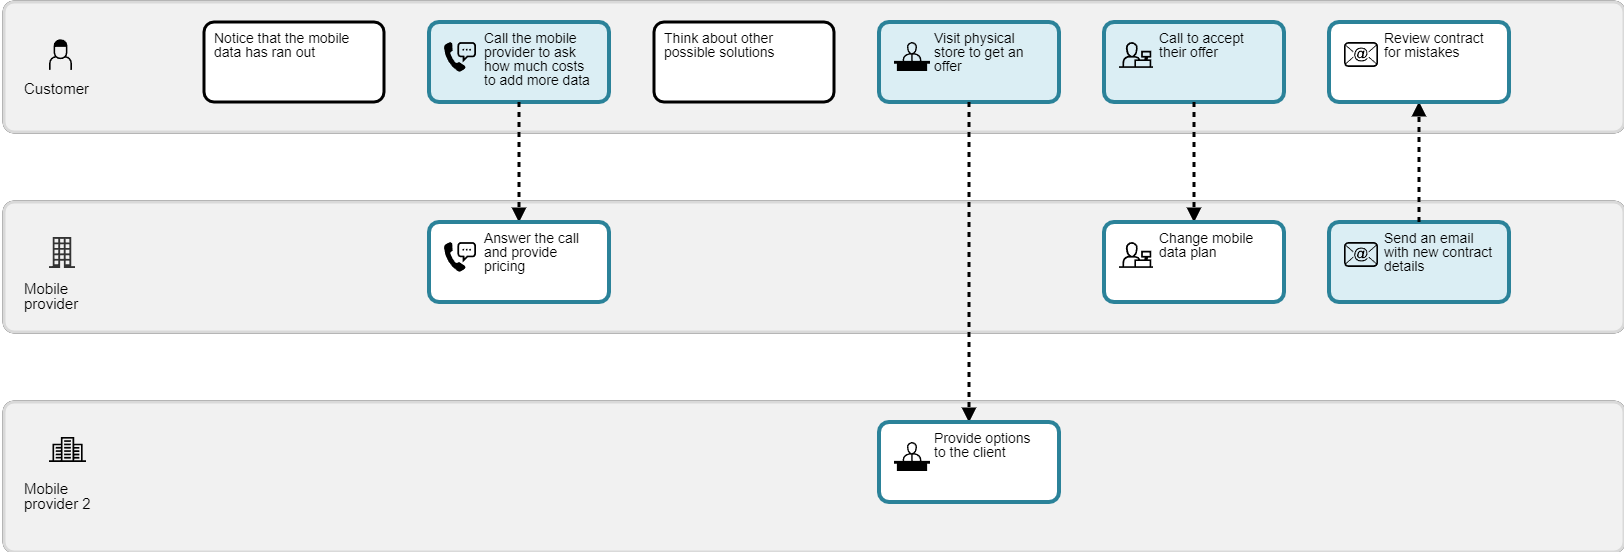 Customer
Notice that the mobile
data has ran out
Call the mobile
provider to ask
how much costs
to add more data
Think about other
possible solutions
Visit physical
store to get an
offer
Call to accept
their offer
@
Review contract
for mistakes
Mobile
provider
Answer the call
and provide
pricing
Change mobile
data plan
@
Send an email
with new contract
details
Mobile
provider 2
Provide options
to the client